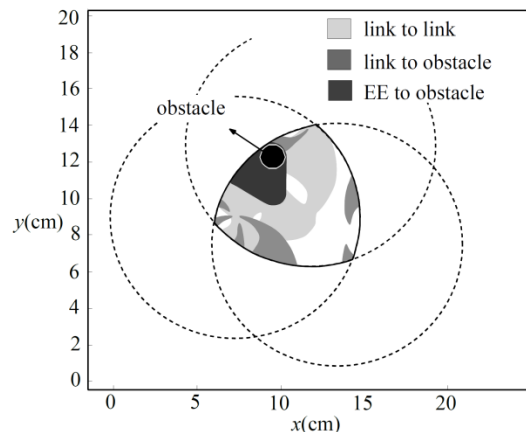 20
18
16
14
12
10
8
6
4
2
0
y(cm)
link to link
link to obstacle
EE to obstacle
obstacle
0 5 10 15 20
x(cm)